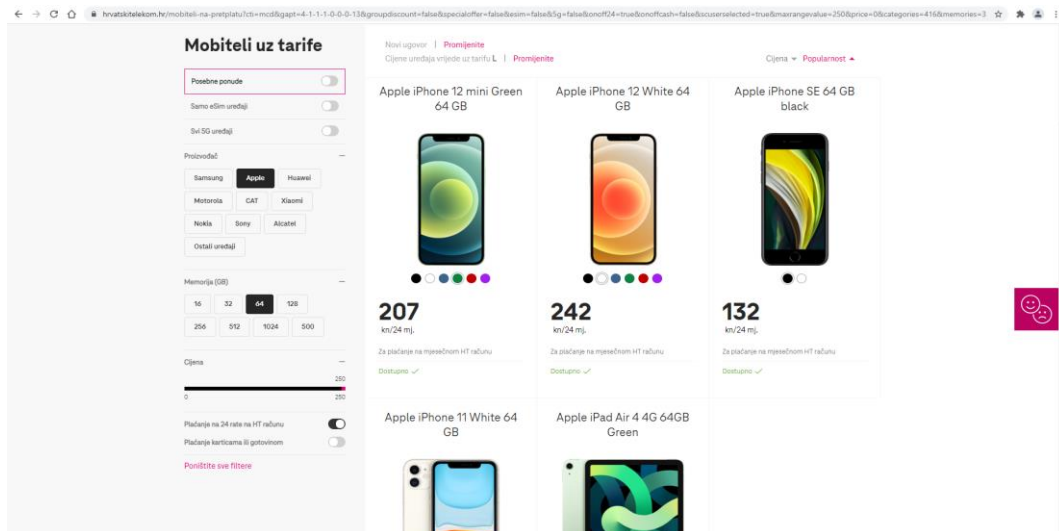 hrvatskitelekom.hr/mobiteli-na-pretplatu?cti=mcd&gapt=4-1-1-1-0-0-0-13&groupdiscount=false&specialoffer=false&esim=false&5g=false&onoff24=true&onoffcash=false&scuserselected=true&maxrangevalue=250&price=0&categories=416&memories=3
Mobiteli uz tarife
Posebne ponude
Samo eSim uređaji
Svi 5G uređaji
Proizvođač
Samsung Apple Huawei
Motorola CAT Xiaomi
Nokia Sony Alcatel
Ostali uređaji
Memorija (GB)
16 32 64 128
256 512 1024 500
Cijena
250
0 250
Plaćanje na 24 rate na HT računu
Plaćanje karticama ili gotovinom
Poništite sve filtere
Novi ugovor | Promijenite
Cijene uređaja vrijede uz tarifu L | Promijenite
Cijena Popularnost
Apple iPhone 12 mini Green
64 GB
207
kn/24 mj.
Za plaćanje na mjesečnom HT računu
Dostupno
Apple iPhone 12 White 64
GB
242
kn/24 mj.
Za plaćanje na mjesečnom HT računu
Dostupno
Apple iPhone SE 64 GB
black
132
kn/24 mj.
Za plaćanje na mjesečnom HT računu
Dostupno
Apple iPhone 11 White 64
GB
Apple iPad Air 4 4G 64GB
Green